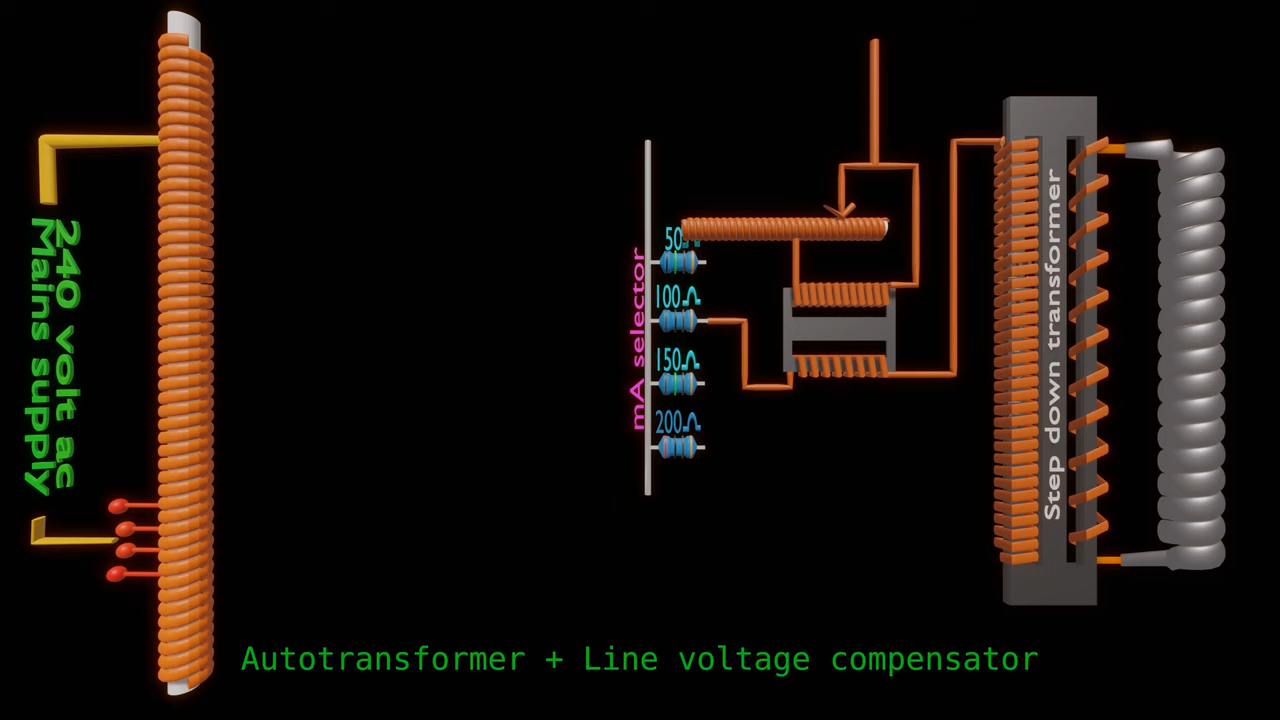 240 volt ac
Mains supply
mA selector
50Ω
100Ω
150Ω
200Ω
Step down transformer
Autotransformer + Line voltage compensator